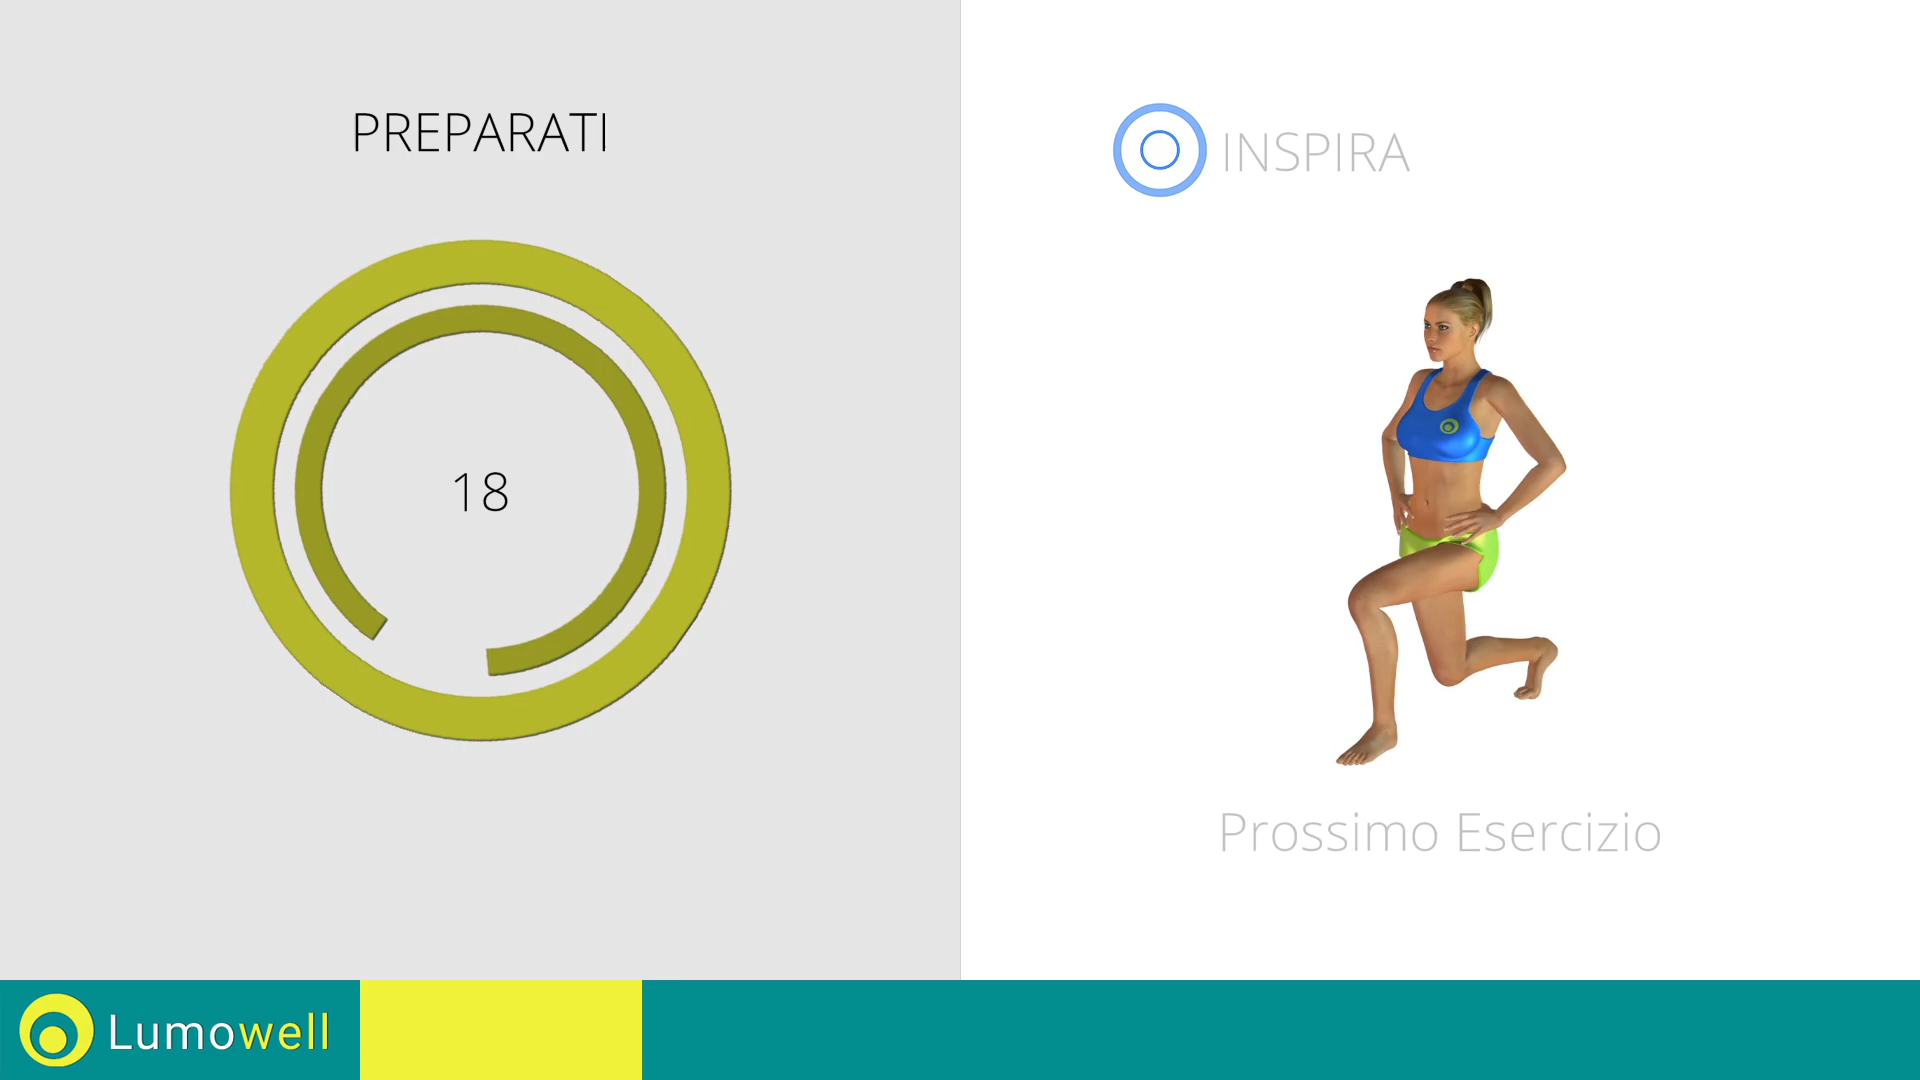 PREPARATI
18
INSPIRA
Prossimo Esercizio
Lumowell